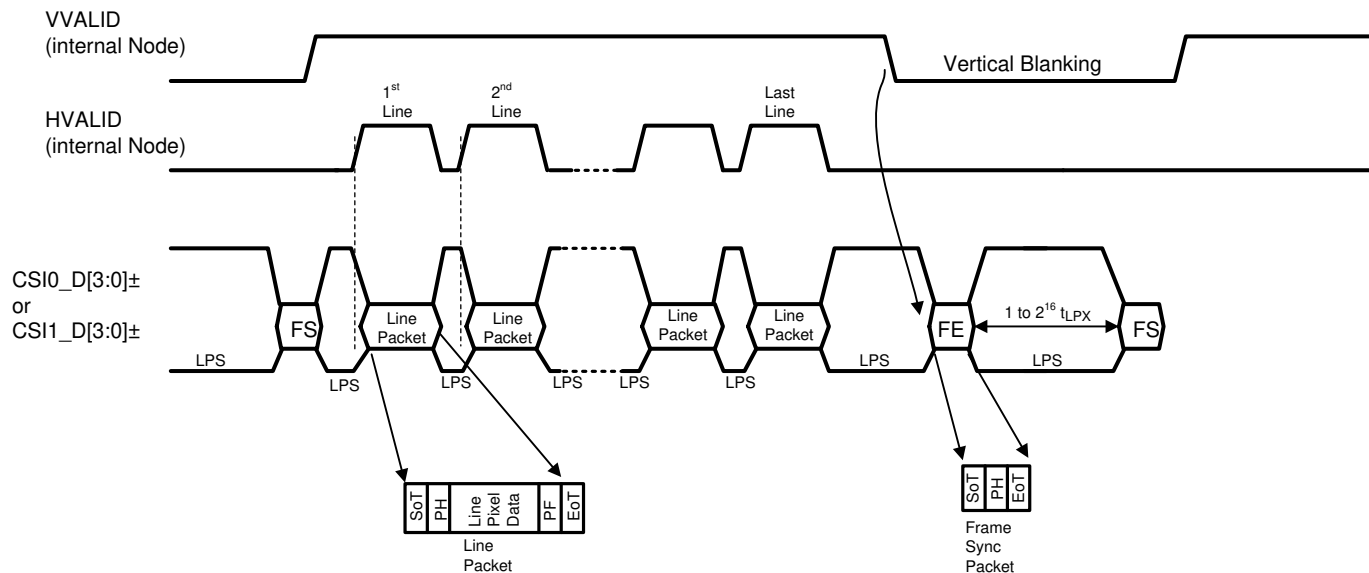 VVALID
(internal Node)
Vertical Blanking
1st
Line
2nd
Line
Last
Line
HVALID
(internal Node)
CSI0_D[3:0]±
or
CSI1_D[3:0]±
FS
Line
Packet
Line
Packet
Line
Packet
Line
Packet
FE
1 to 2^16 tLPX
FS
LPS
LPS
LPS
LPS
LPS
LPS
LPS
LPS
SoT
PH
Line
Pixel
Data
PF
EoT
Line
Packet
SoT
PH
EoT
Frame
Sync
Packet